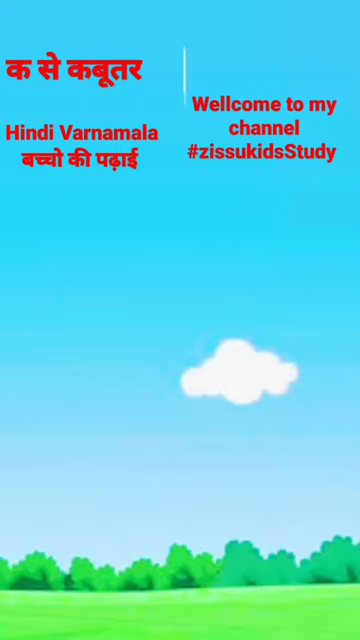 क से कबूतर
Hindi Varnamala
बच्चो की पढ़ाई
Wellcome to my
channel
#zissukidsStudy